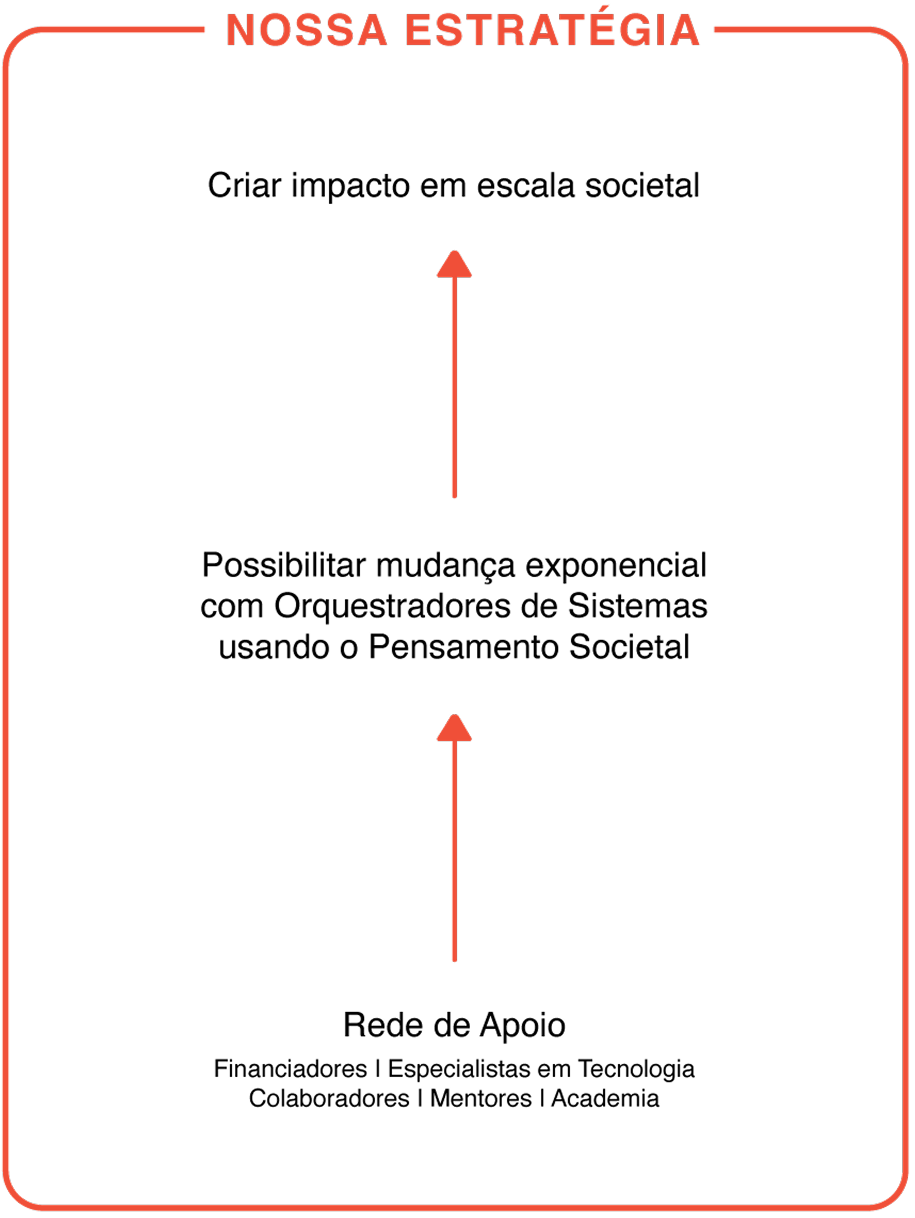 NOSSA ESTRATÉGIA
Criar impacto em escala societal
Possibilitar mudança exponencial
com Orquestradores de Sistemas
usando o Pensamento Societal
Rede de Apoio
Financiadores | Especialistas em Tecnologia
Colaboradores | Mentores | Academia